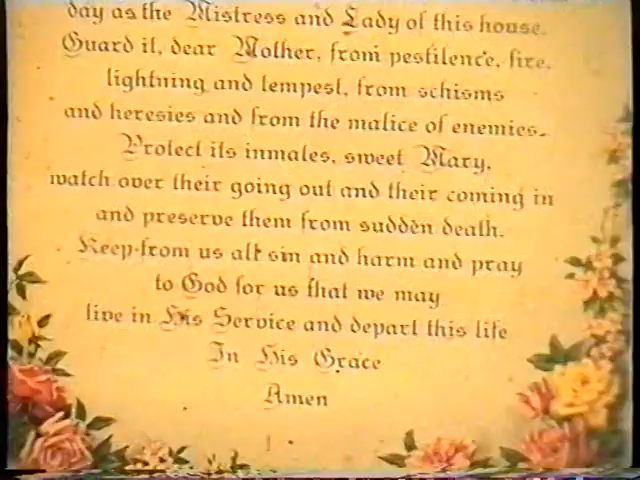 day as the Mistress and Lady of this house.
Guard it, dear Mother, from pestilence, fire,
lightning and tempest, from schisms
and heresies and from the malice of enemies.
Protect its inmates, sweet Mary,
watch over their going out and their coming in
and preserve them from sudden death.
Keep from us all sin and harm and pray
to God for us that we may
live in His Service and depart this life
In His Grace
Amen